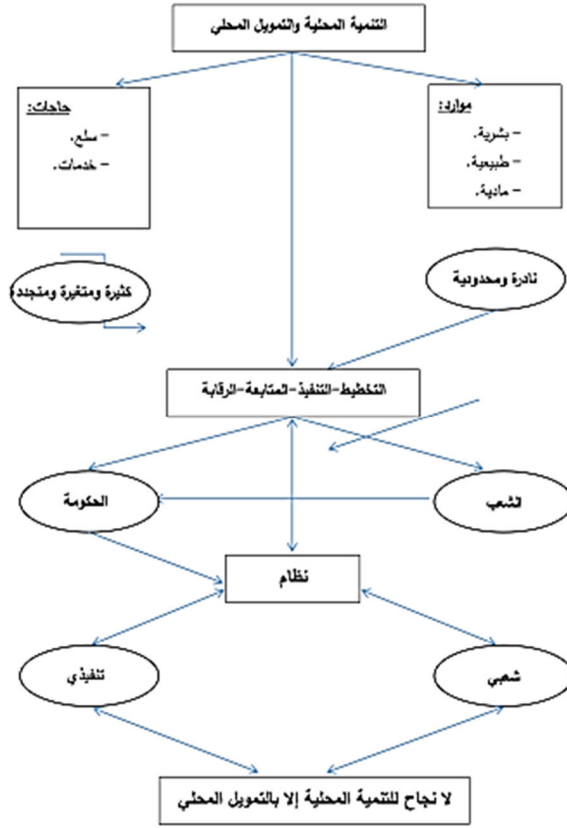 التنمية المحلية والتمويل المحلي
موارد:
- بشرية.
- طبيعية.
- مادية.
حاجات:
- سلع.
- خدمات.
نادرة ومحدودية
كثيرة ومتغيرة ومتجددة
التخطيط-التنفيذ-المتابعة-الرقابة
الشعب
الحكومة
نظام
شعبي
تنفيذي
لا نجاح للتنمية المحلية إلا بالتمويل المحلي